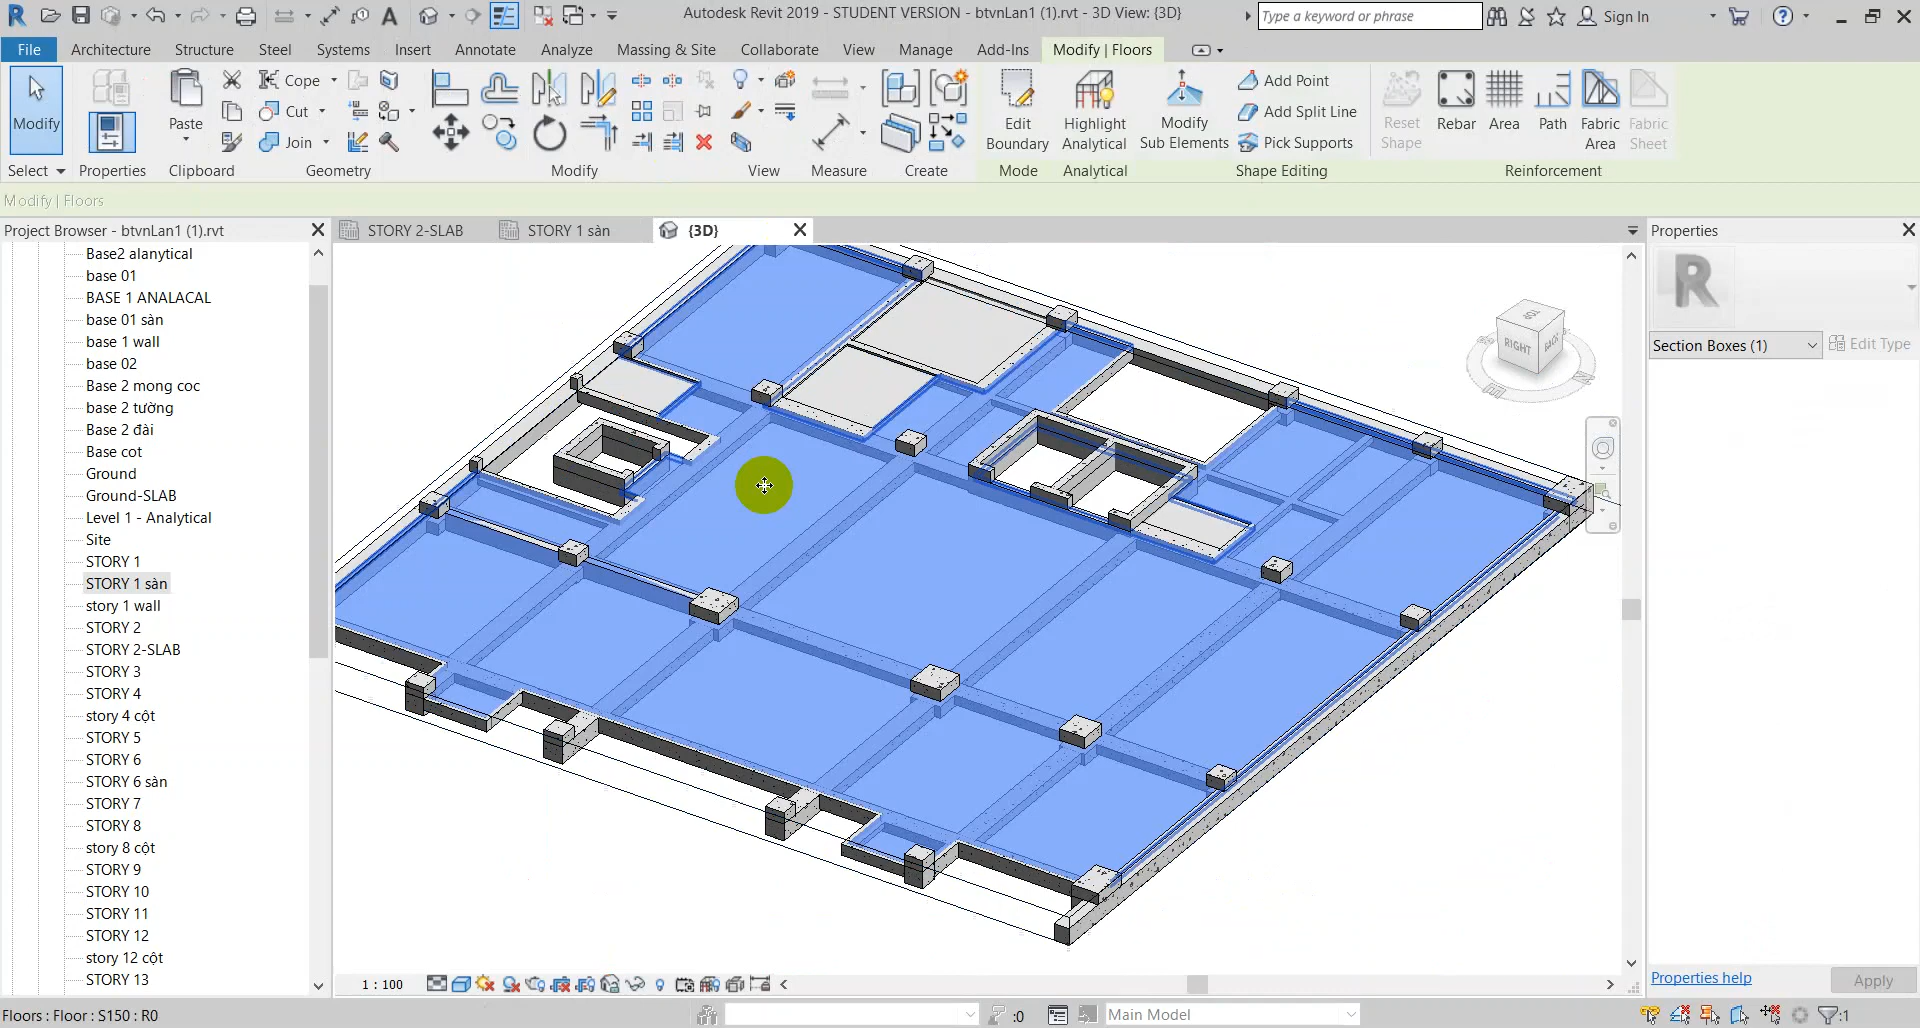 Autodesk Revit 2019 - STUDENT VERSION - btvnLan1 (1).rvt - 3D View: {3D}
Type a keyword or phrase
Sign In
File Architecture Structure Steel Systems Insert Annotate Analyze Massing & Site Collaborate View Manage Add-Ins Modify | Floors
Modify
Paste
Cope
Cut
Join
Edit Boundary
Highlight Analytical
Modify Sub Elements
Add Point
Add Split Line
Pick Supports
Reset Shape
Rebar
Area
Path
Fabric Area
Fabric Sheet
Select Properties Clipboard Geometry Modify View Measure Create Mode Analytical Shape Editing Reinforcement
Modify | Floors
Project Browser - btvnLan1 (1).rvt
STORY 2-SLAB
STORY 1 sàn
{3D}
Properties
Base2 alanytical
base 01
BASE 1 ANALACAL
base 01 sàn
base 1 wall
base 02
Base 2 mong coc
base 2 tường
Base 2 đài
Base cot
Ground
Ground-SLAB
Level 1 - Analytical
Site
STORY 1
STORY 1 sàn
story 1 wall
STORY 2
STORY 2-SLAB
STORY 3
STORY 4
story 4 cột
STORY 5
STORY 6
STORY 6 sàn
STORY 7
STORY 8
story 8 cột
STORY 9
STORY 10
STORY 11
STORY 12
story 12 cột
STORY 13
RIGHT
Section Boxes (1)
Edit Type
Properties help
Apply
1 : 100
Floors : Floor : S150 : R0
:0
Main Model
:1